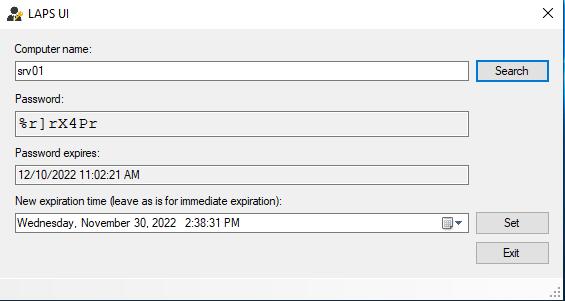 LAPS UI
Computer name:
srv01
Search
Password:
%r]rX4Pr
Password expires:
12/10/2022 11:02:21 AM
New expiration time (leave as is for immediate expiration):
Wednesday, November 30, 2022 2:38:31 PM
Set
Exit